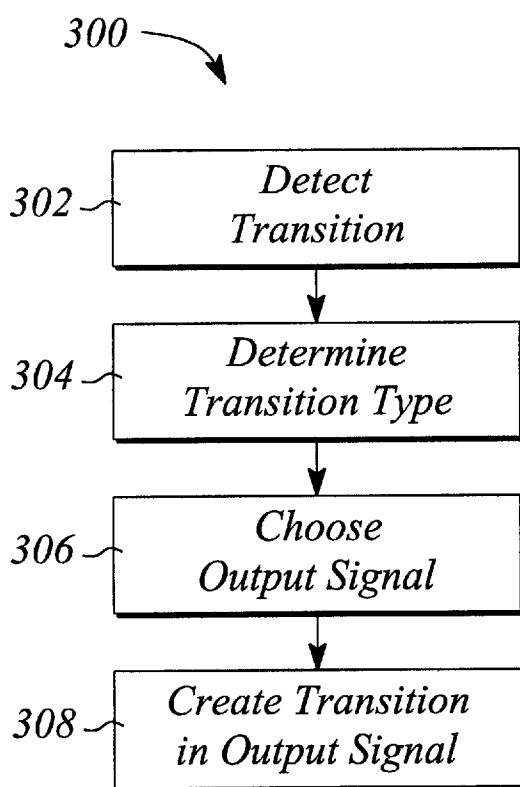 300
302
Detect
Transition
304
Determine
Transition Type
306
Choose
Output Signal
308
Create Transition
in Output Signal